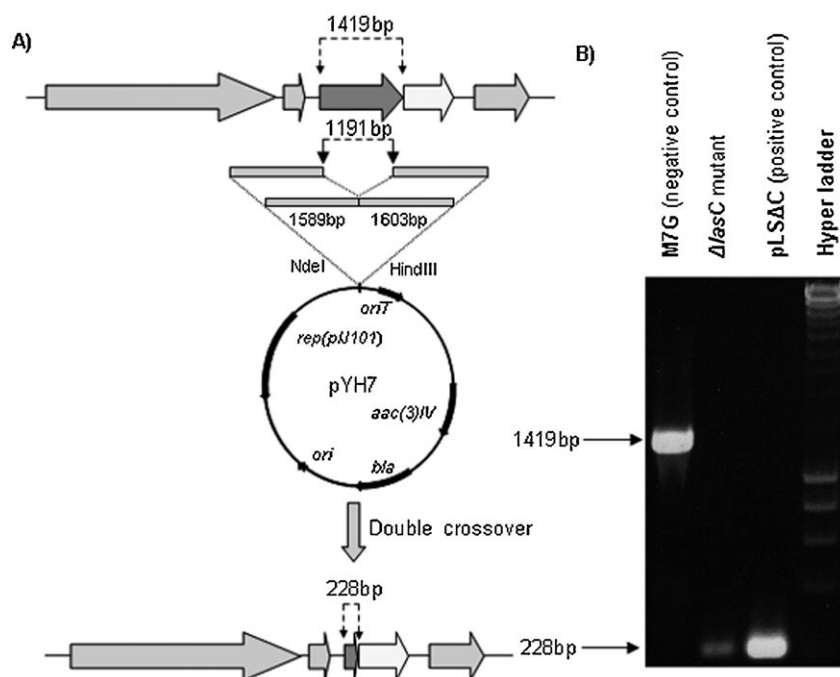 A)
1419bp
1191bp
1589bp 1603bp
NdeI HindIII
oriT
rep(pIJ101)
pYH7
aac(3)IV
ori
bla
Double crossover
228bp
B)
M7G (negative control)
ΔlasC mutant
pLSΔC (positive control)
Hyper ladder
1419bp
228bp